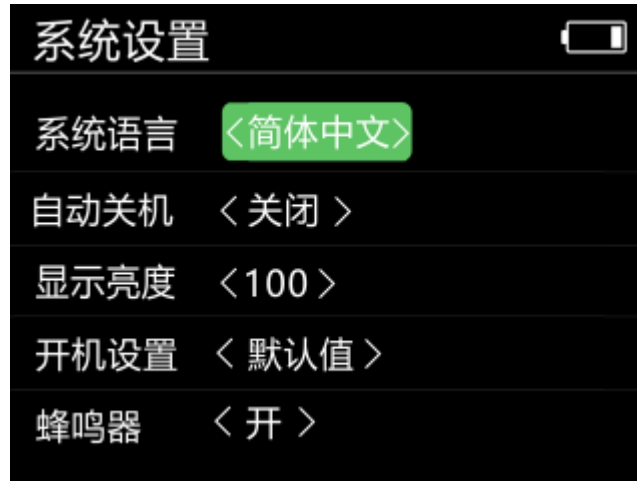 系统设置
系统语言 <简体中文>
自动关机 <关闭>
显示亮度 <100>
开机设置 <默认值>
蜂鸣器 <开>